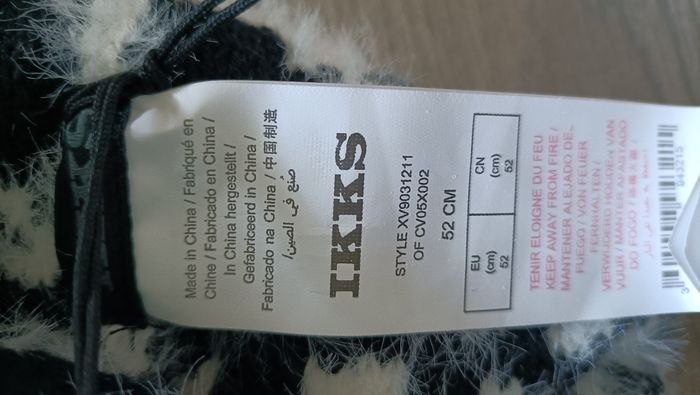 Made in China / Fabriqué en
Chine / Fabricado en China /
In China hergestellt /
Gefabriceerd in China /
Fabricado na China / 中国制造
/صنع في الصين
IKKS
STYLE XV9031211
OF CV05X002
52 CM
EU
(cm)
52
CN
(cm)
52
TENIR ELOIGNE DU FEU
KEEP AWAY FROM FIRE /
MANTENER ALEJADO DEL
FUEGO / VON FEUER
FERNHALTEN /
VERWIJDERD HOUDEN VAN
VUUR / MANTER AFASTADO
DO FOGO /
3
943215